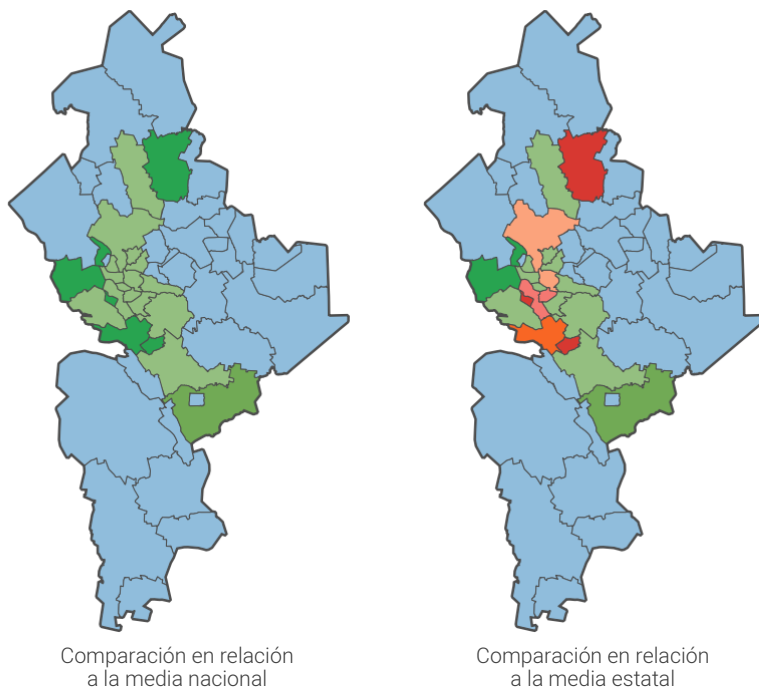 Comparación en relación
a la media nacional
Comparación en relación
a la media estatal